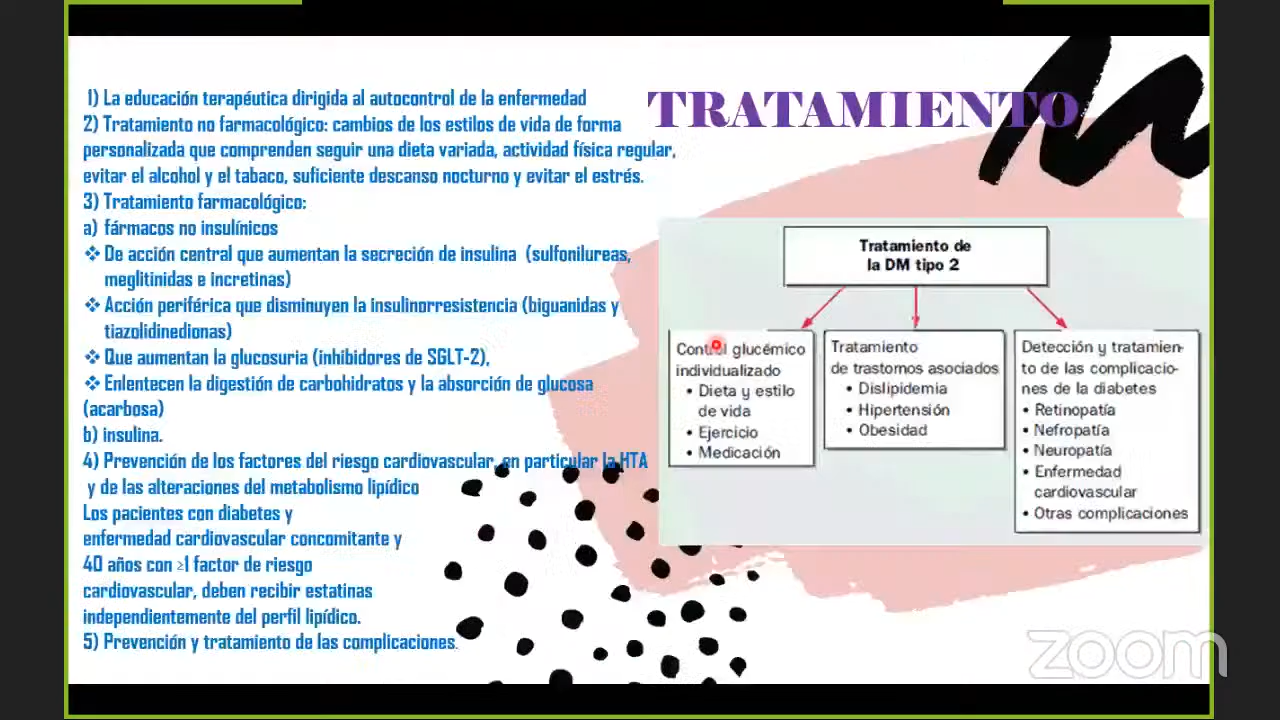 TRATAMIENTO
1) La educación terapéutica dirigida al autocontrol de la enfermedad
2) Tratamiento no farmacológico: cambios de los estilos de vida de forma
personalizada que comprenden seguir una dieta variada, actividad física regular,
evitar el alcohol y el tabaco, suficiente descanso nocturno y evitar el estrés.
3) Tratamiento farmacológico:
a) fármacos no insulínicos
❖ De acción central que aumentan la secreción de insulina (sulfonilureas,
meglitinidas e incretinas)
❖ Acción periférica que disminuyen la insulinorresistencia (biguanidas y
tiazolidinedionas)
❖ Que aumentan la glucosuria (inhibidores de SGLT-2),
❖ Enlentecen la digestión de carbohidratos y la absorción de glucosa
(acarbosa)
b) insulina.
4) Prevención de los factores del riesgo cardiovascular, en particular la HTA
y de las alteraciones del metabolismo lipídico
Los pacientes con diabetes y
enfermedad cardiovascular concomitante y
40 años con ≥1 factor de riesgo
cardiovascular, deben recibir estatinas
independientemente del perfil lipídico.
5) Prevención y tratamiento de las complicaciones.
Tratamiento de
la DM tipo 2
Control glucémico
individualizado
• Dieta y estilo
de vida
• Ejercicio
• Medicación
Tratamiento
de trastornos asociados
• Dislipidemia
• Hipertensión
• Obesidad
Detección y tratamien-
to de las complicacio-
nes de la diabetes
• Retinopatía
• Nefropatía
• Neuropatía
• Enfermedad
cardiovascular
• Otras complicaciones
zoom